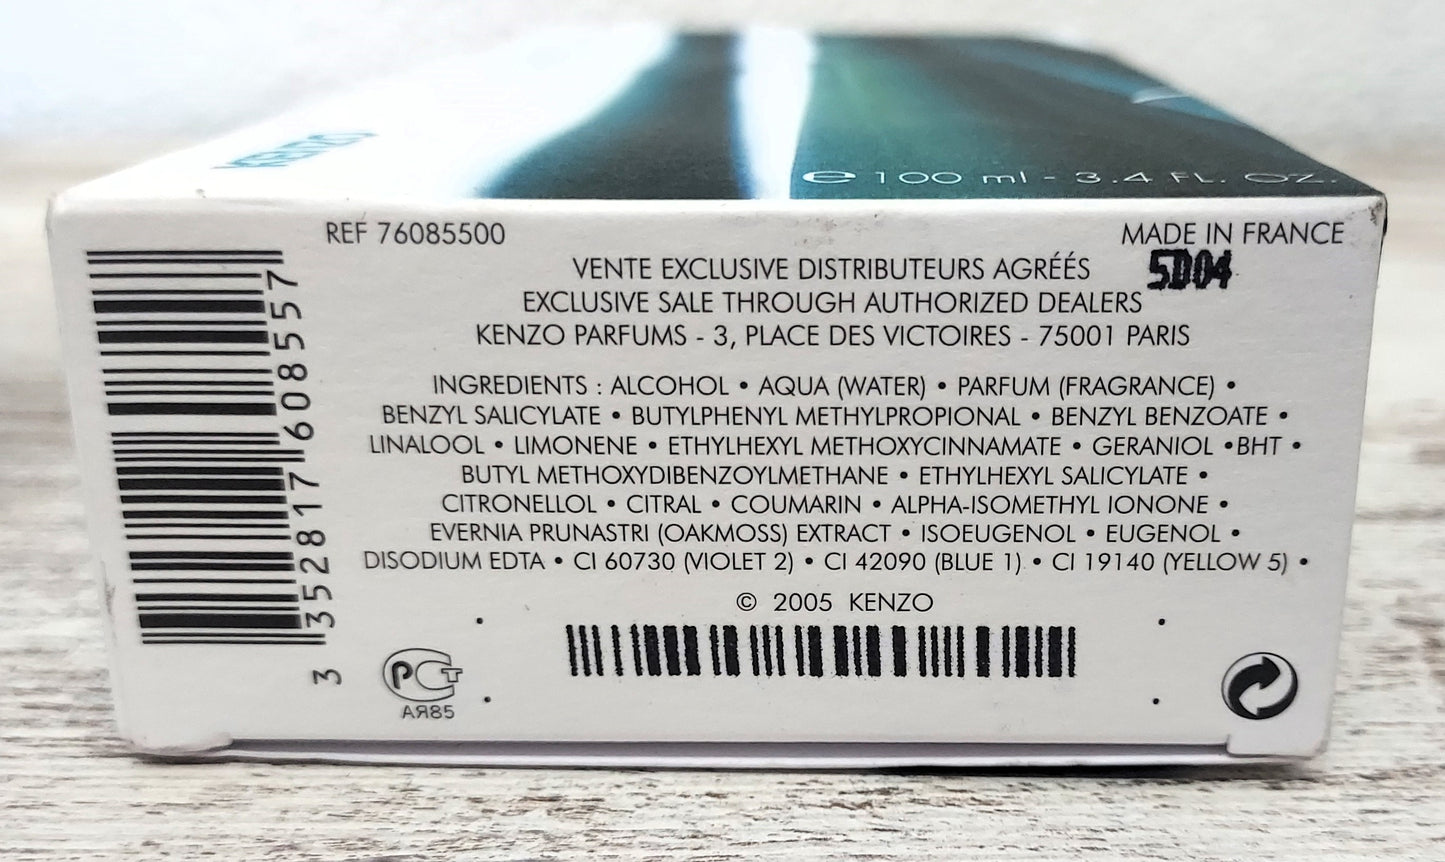 KENZO
℮ 100 ml - 3.4 FL. OZ.
REF 76085500
MADE IN FRANCE
5D04
VENTE EXCLUSIVE DISTRIBUTEURS AGRÉÉS
EXCLUSIVE SALE THROUGH AUTHORIZED DEALERS
KENZO PARFUMS - 3, PLACE DES VICTOIRES - 75001 PARIS
INGREDIENTS : ALCOHOL • AQUA (WATER) • PARFUM (FRAGRANCE) •
BENZYL SALICYLATE • BUTYLPHENYL METHYLPROPIONAL • BENZYL BENZOATE •
LINALOOL • LIMONENE • ETHYLHEXYL METHOXYCINNAMATE • GERANIOL •BHT •
BUTYL METHOXYDIBENZOYLMETHANE • ETHYLHEXYL SALICYLATE •
CITRONELLOL • CITRAL • COUMARIN • ALPHA-ISOMETHYL IONONE •
EVERNIA PRUNASTRI (OAKMOSS) EXTRACT • ISOEUGENOL • EUGENOL •
DISODIUM EDTA • CI 60730 (VIOLET 2) • CI 42090 (BLUE 1) • CI 19140 (YELLOW 5) •
© 2005 KENZO
3 352817 608557
РСТ
АЯ85